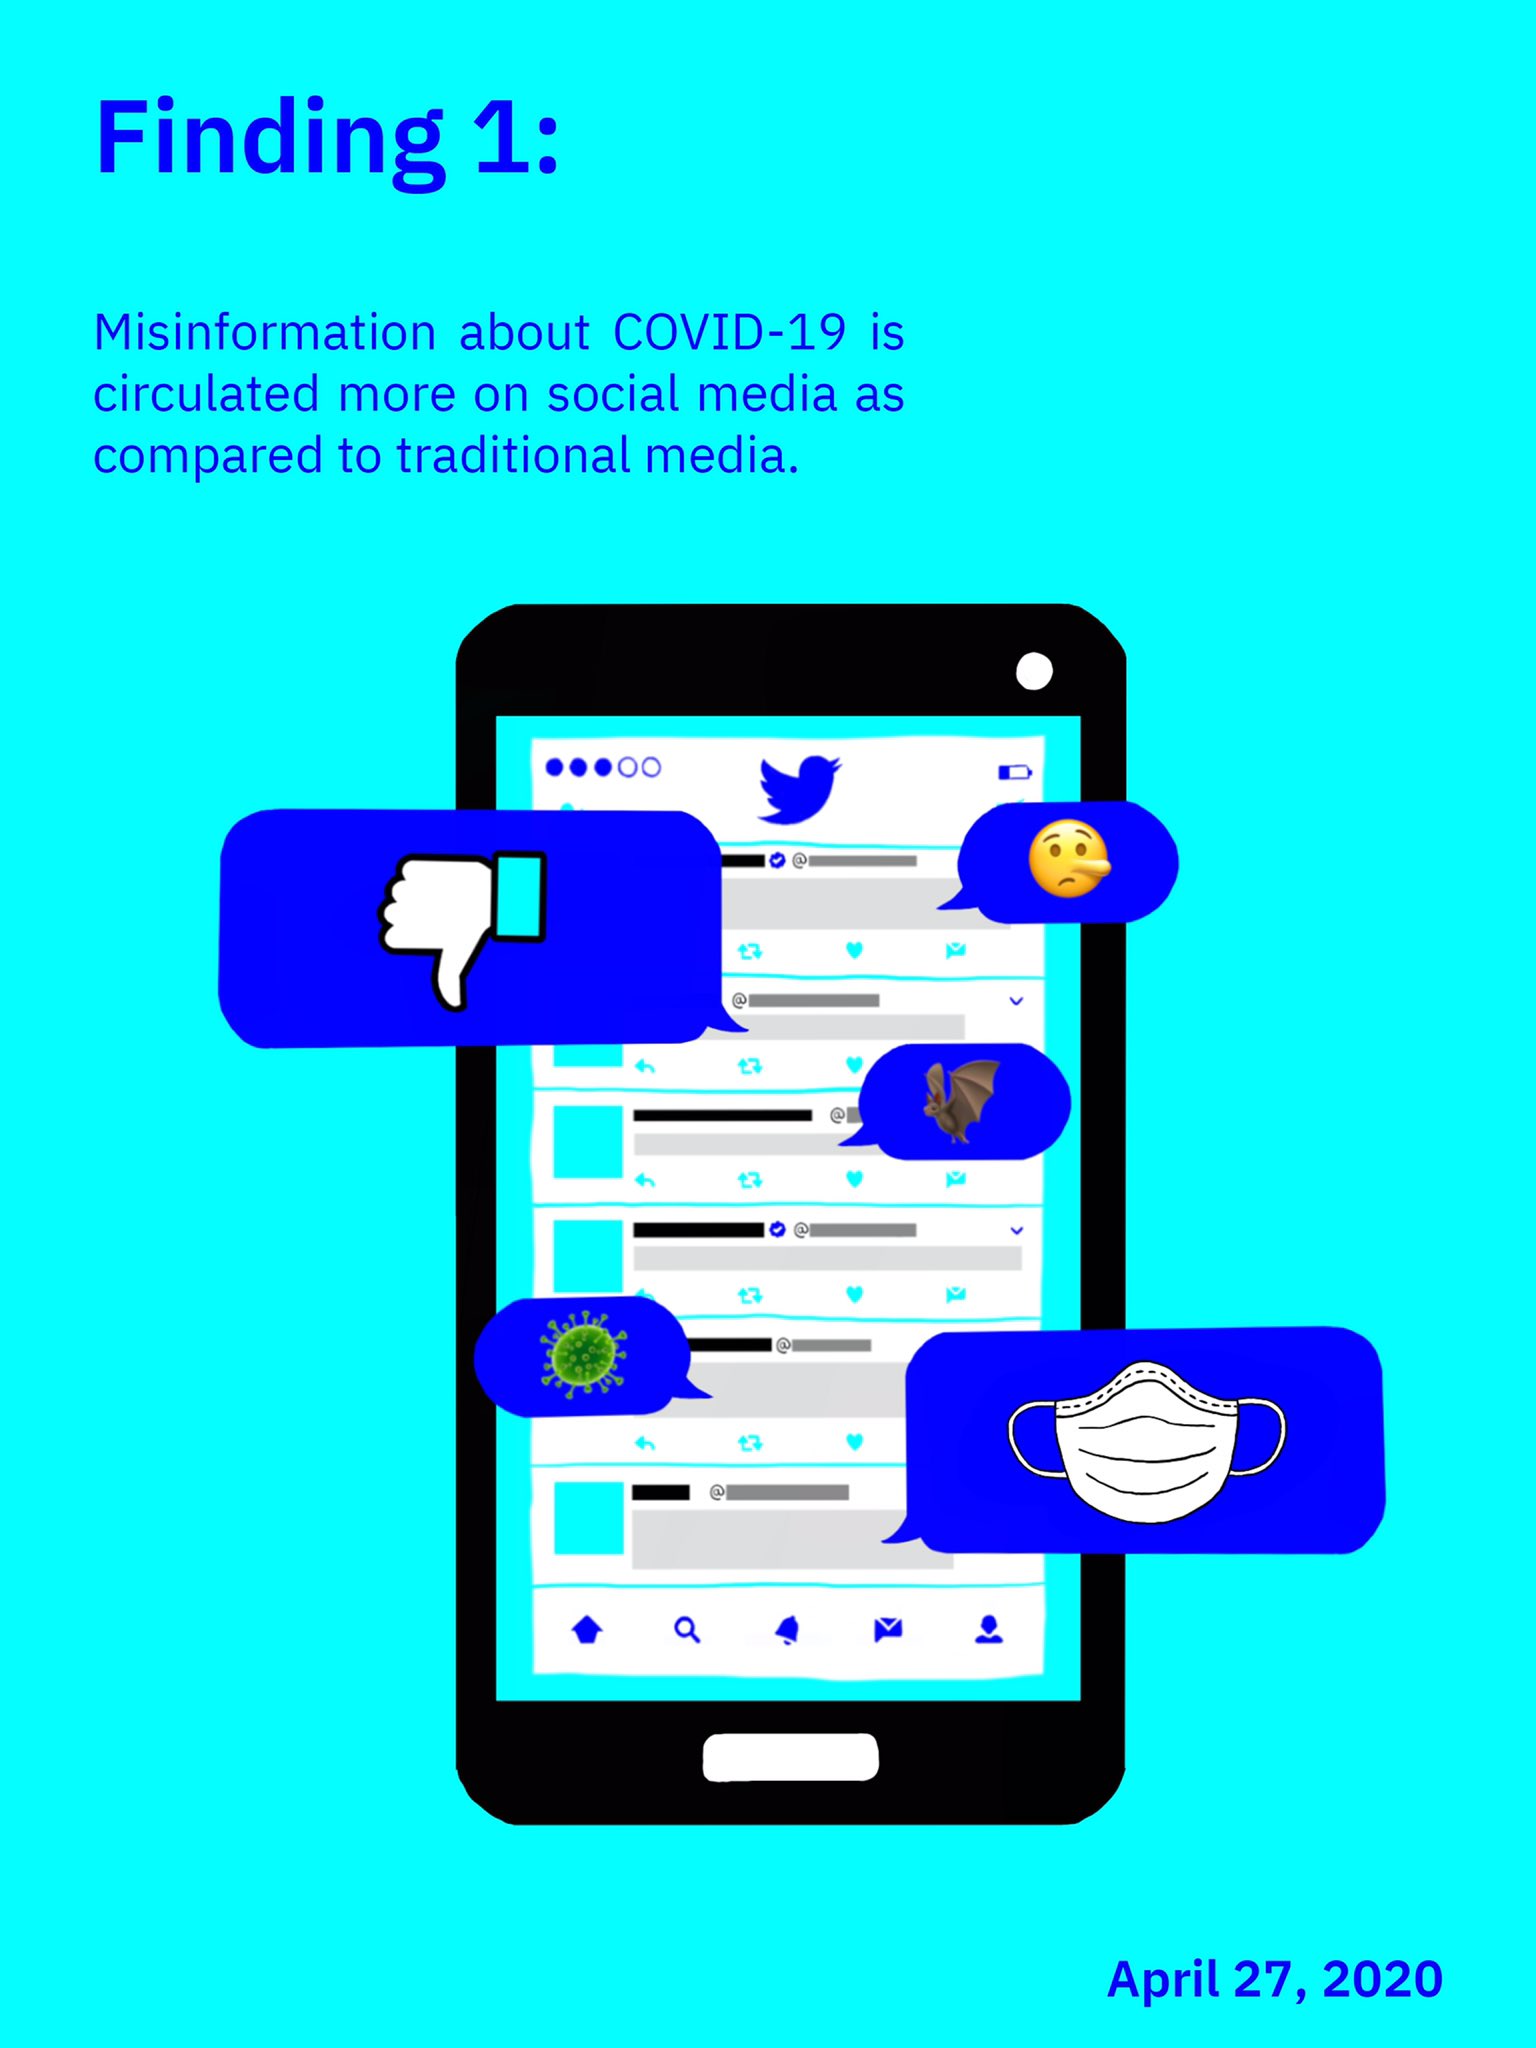 Finding 1:
Misinformation about COVID-19 is
circulated more on social media as
compared to traditional media.
@
@
@
@
@
@
April 27, 2020